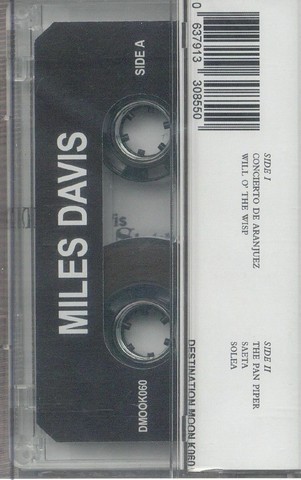 MILES DAVIS
SIDE A
DMOOK060
0 637913 308550
SIDE I
CONCIERTO DE ARANJUEZ
WILL O' THE WISP
SIDE II
THE PAN PIPER
SAETA
SOLEA
DESTINATION MOON K060